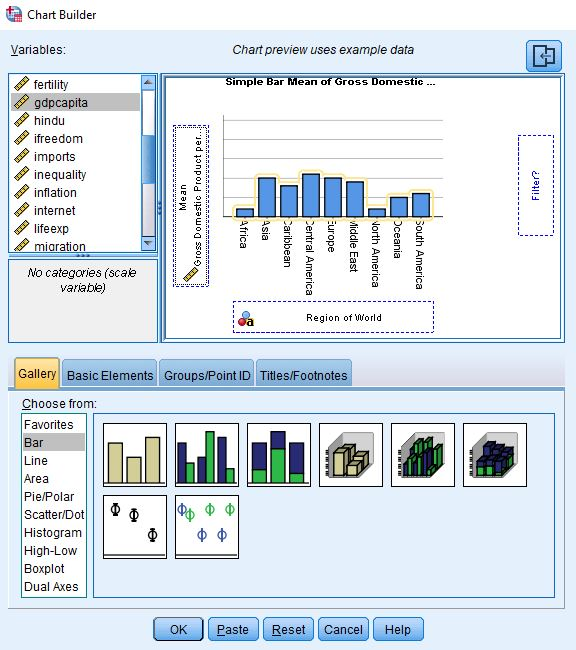 Chart Builder
Variables:
Chart preview uses example data
fertility
gdpcapita
hindu
ifreedom
imports
inequality
inflation
internet
lifeexp
migration
No categories (scale
variable)
Simple Bar Mean of Gross Domestic ...
Mean
Gross Domestic Product per...
Africa
Asia
Caribbean
Central America
Europe
Middle East
North America
Oceania
South America
Filter?
a
Region of World
Gallery
Basic Elements
Groups/Point ID
Titles/Footnotes
Choose from:
Favorites
Bar
Line
Area
Pie/Polar
Scatter/Dot
Histogram
High-Low
Boxplot
Dual Axes
OK
Paste
Reset
Cancel
Help